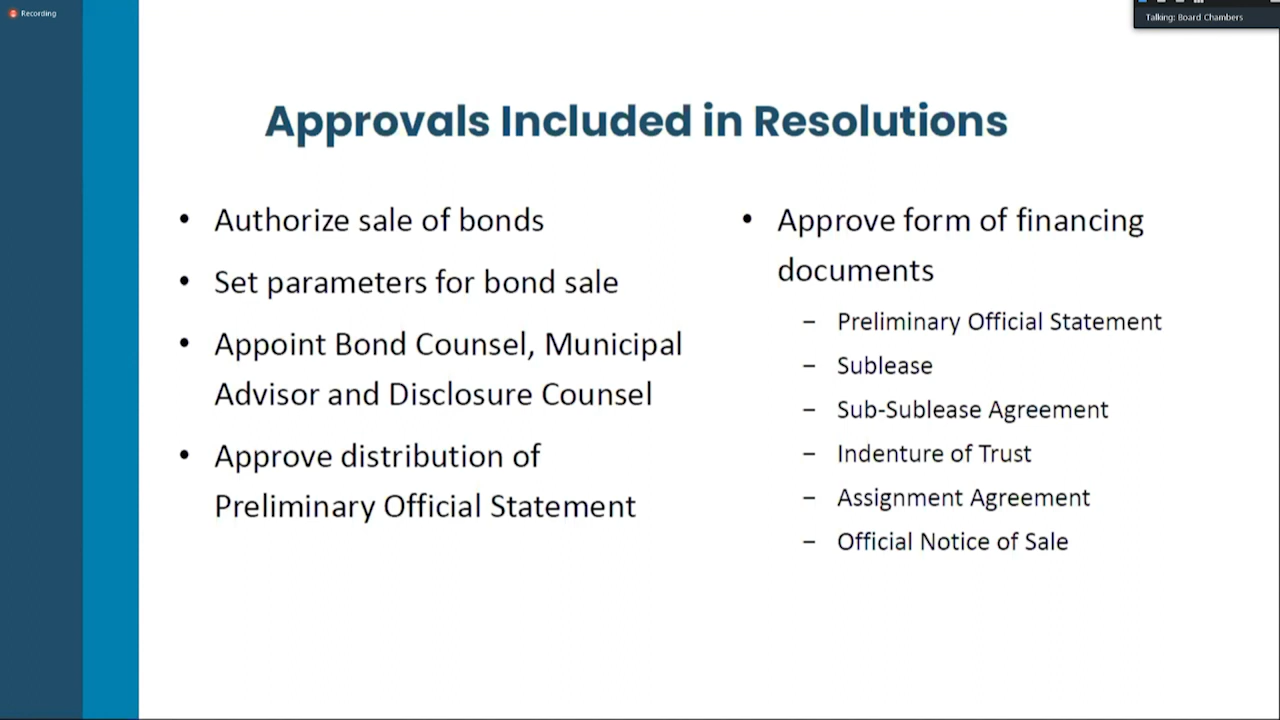 Recording
Talking: Board Chambers
Approvals Included in Resolutions
• Authorize sale of bonds
• Set parameters for bond sale
• Appoint Bond Counsel, Municipal
Advisor and Disclosure Counsel
• Approve distribution of
Preliminary Official Statement
• Approve form of financing
documents
– Preliminary Official Statement
– Sublease
– Sub-Sublease Agreement
– Indenture of Trust
– Assignment Agreement
– Official Notice of Sale